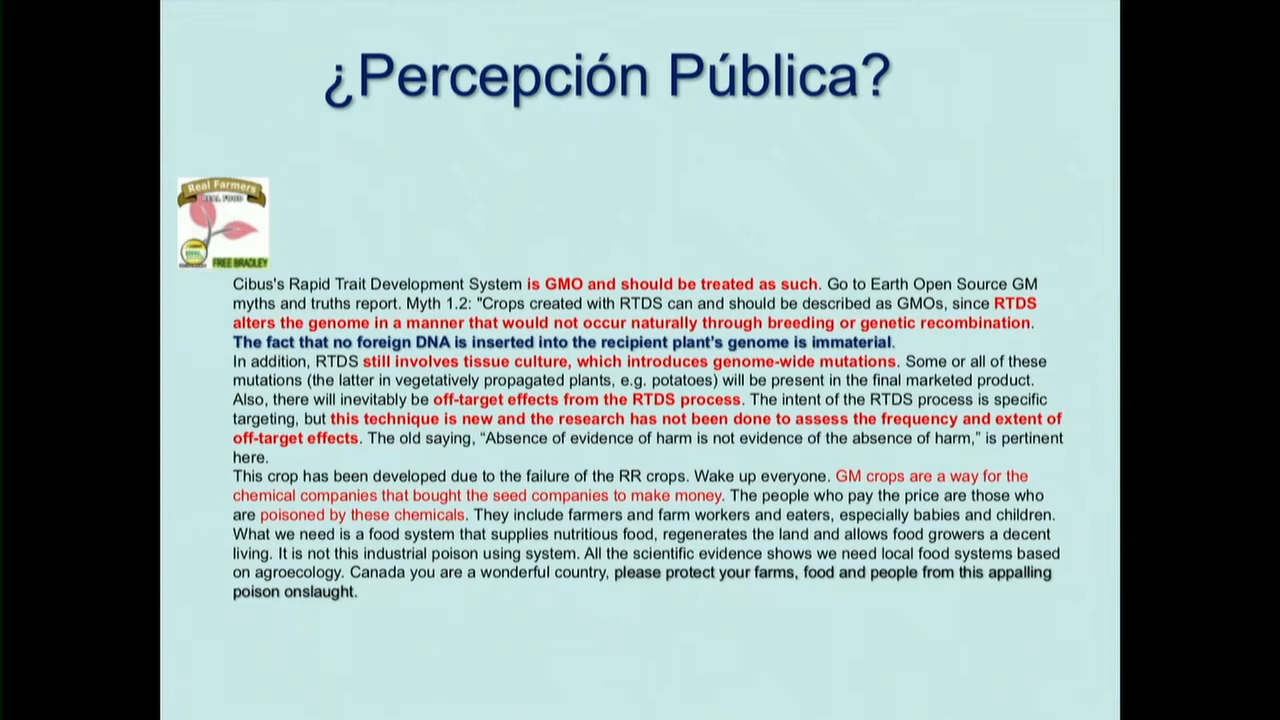 ¿Percepción Pública?
Real Farmers
REAL FOOD
FREE BRADLEY
Cibus's Rapid Trait Development System is GMO and should be treated as such. Go to Earth Open Source GM
myths and truths report. Myth 1.2: "Crops created with RTDS can and should be described as GMOs, since RTDS
alters the genome in a manner that would not occur naturally through breeding or genetic recombination.
The fact that no foreign DNA is inserted into the recipient plant's genome is immaterial.
In addition, RTDS still involves tissue culture, which introduces genome-wide mutations. Some or all of these
mutations (the latter in vegetatively propagated plants, e.g. potatoes) will be present in the final marketed product.
Also, there will inevitably be off-target effects from the RTDS process. The intent of the RTDS process is specific
targeting, but this technique is new and the research has not been done to assess the frequency and extent of
off-target effects. The old saying, “Absence of evidence of harm is not evidence of the absence of harm,” is pertinent
here.
This crop has been developed due to the failure of the RR crops. Wake up everyone. GM crops are a way for the
chemical companies that bought the seed companies to make money. The people who pay the price are those who
are poisoned by these chemicals. They include farmers and farm workers and eaters, especially babies and children.
What we need is a food system that supplies nutritious food, regenerates the land and allows food growers a decent
living. It is not this industrial poison using system. All the scientific evidence shows we need local food systems based
on agroecology. Canada you are a wonderful country, please protect your farms, food and people from this appalling
poison onslaught.